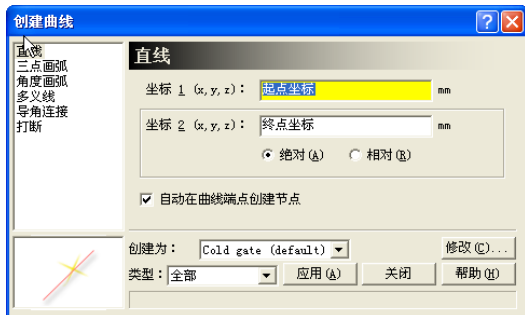 创建曲线
直线
三点画弧
角度画弧
多义线
导角连接
打断
直线
坐标 1 (x, y, z): 起点坐标 mm
坐标 2 (x, y, z): 终点坐标 mm
绝对(A) 相对(R)
自动在曲线端点创建节点
创建为: Cold gate (default) 修改(C)...
类型: 全部 应用(A) 关闭 帮助(H)